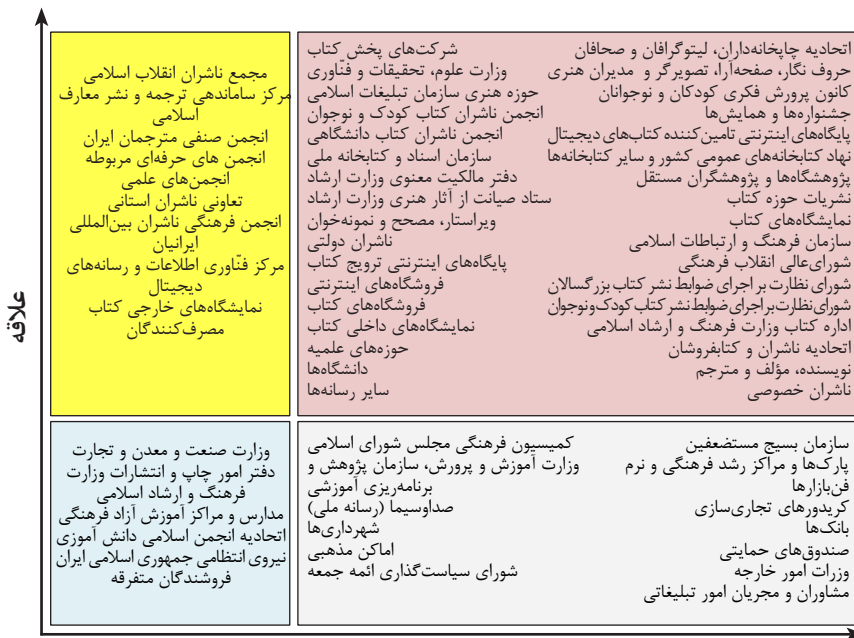 علاقه
اتحادیه چاپخانه‌داران، لیتوگرافان و صحافان
حروف نگار، صفحه‌آرا، تصویرگر و مدیران هنری
کانون پرورش فکری کودکان و نوجوانان
جشنواره‌ها و همایش‌ها
پایگاه‌های اینترنتی تامین‌کننده کتاب‌های دیجیتال
نهاد کتابخانه‌های عمومی کشور و سایر کتابخانه‌ها
پژوهشگاه‌ها و پژوهشگران مستقل
نشریات حوزه کتاب
نمایشگاه‌های کتاب
سازمان فرهنگ و ارتباطات اسلامی
شورای‌عالی انقلاب فرهنگی
شورای نظارت بر اجرای ضوابط نشر کتاب بزرگسالان
شورای‌نظارت‌بر‌اجرای‌ضوابط‌نشر‌کتاب‌کودک‌ونوجوان
اداره کتاب وزارت فرهنگ و ارشاد اسلامی
اتحادیه ناشران و کتابفروشان
نویسنده، مؤلف و مترجم
ناشران خصوصی
شرکت‌های پخش کتاب
وزارت علوم، تحقیقات و فنّاوری
حوزه هنری سازمان تبلیغات اسلامی
انجمن ناشران کتاب کودک و نوجوان
انجمن ناشران کتاب دانشگاهی
سازمان اسناد و کتابخانه ملی
دفتر مالکیت معنوی وزارت ارشاد
ستاد صیانت از آثار هنری وزارت ارشاد
ویراستار، مصحح و نمونه‌خوان
ناشران دولتی
پایگاه‌های اینترنتی ترویج کتاب
فروشگاه‌های اینترنتی
فروشگاه‌های کتاب
نمایشگاه‌های داخلی کتاب
حوزه‌های علمیه
دانشگاه‌ها
سایر رسانه‌ها
مجمع ناشران انقلاب اسلامی
مرکز ساماندهی ترجمه و نشر معارف
اسلامی
انجمن صنفی مترجمان ایران
انجمن های حرفه‌ای مربوطه
انجمن‌های علمی
تعاونی ناشران استانی
انجمن فرهنگی ناشران بین‌المللی
ایرانیان
مرکز فنّاوری اطلاعات و رسانه‌های
دیجیتال
نمایشگاه‌های خارجی کتاب
مصرف‌کنندگان
سازمان بسیج مستضعفین
پارک‌ها و مراکز رشد فرهنگی و نرم
فن‌بازارها
کریدورهای تجاری‌سازی
بانک‌ها
صندوق‌های حمایتی
وزرات امور خارجه
مشاوران و مجریان امور تبلیغاتی
کمیسیون فرهنگی مجلس شورای اسلامی
وزارت آموزش و پرورش، سازمان پژوهش و
برنامه‌ریزی آموزشی
صداوسیما (رسانه ملی)
شهرداری‌ها
اماکن مذهبی
شورای سیاست‌گذاری ائمه جمعه
وزارت صنعت و معدن و تجارت
دفتر امور چاپ و انتشارات وزارت
فرهنگ و ارشاد اسلامی
مدارس و مراکز آموزش آزاد فرهنگی
اتحادیه انجمن اسلامی دانش آموزی
نیروی انتظامی جمهوری اسلامی ایران
فروشندگان متفرقه